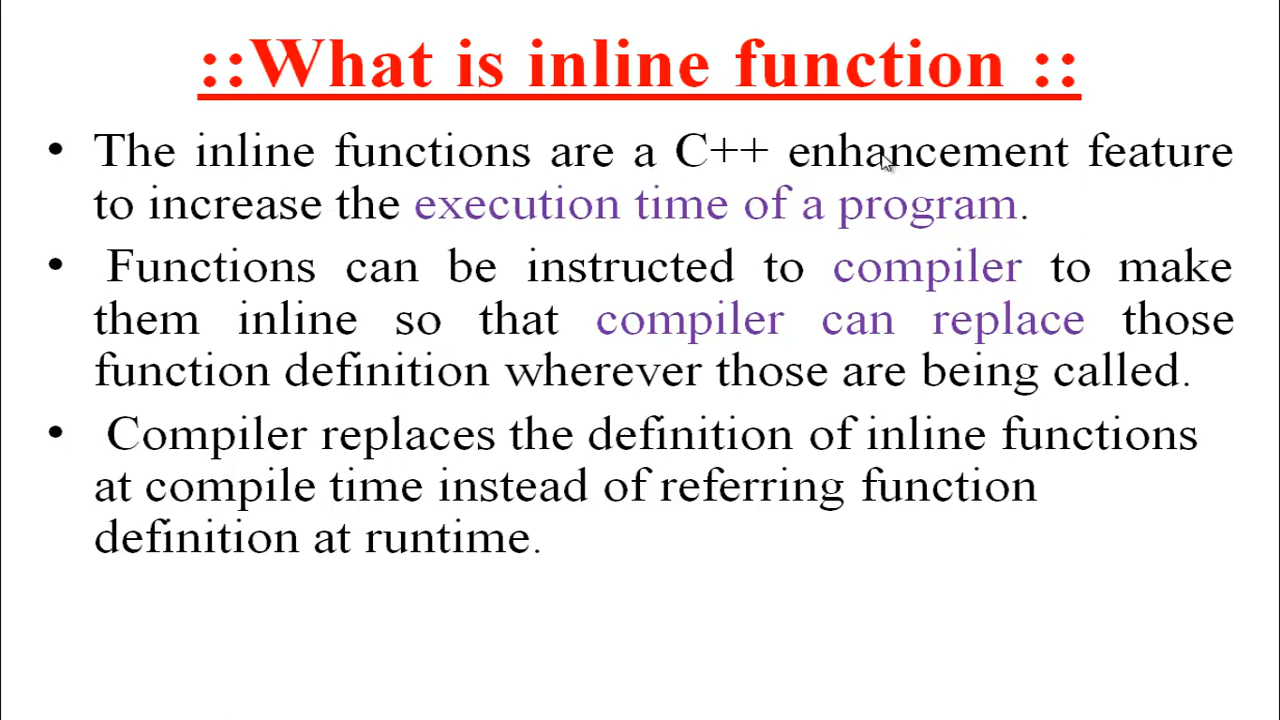 ::What is inline function ::
• The inline functions are a C++ enhancement feature
to increase the execution time of a program.
• Functions can be instructed to compiler to make
them inline so that compiler can replace those
function definition wherever those are being called.
• Compiler replaces the definition of inline functions
at compile time instead of referring function
definition at runtime.